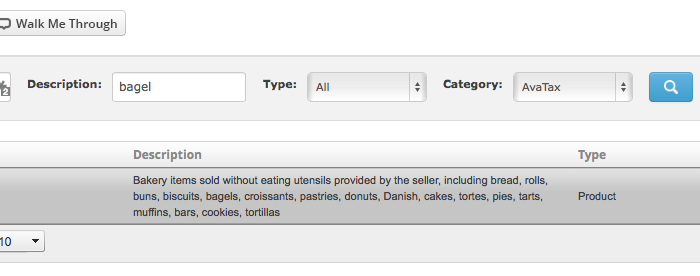 Walk Me Through
2 Description: bagel Type: All Category: AvaTax
Description Type
Bakery items sold without eating utensils provided by the seller, including bread, rolls,
buns, biscuits, bagels, croissants, pastries, donuts, Danish, cakes, tortes, pies, tarts, Product
muffins, bars, cookies, tortillas
10